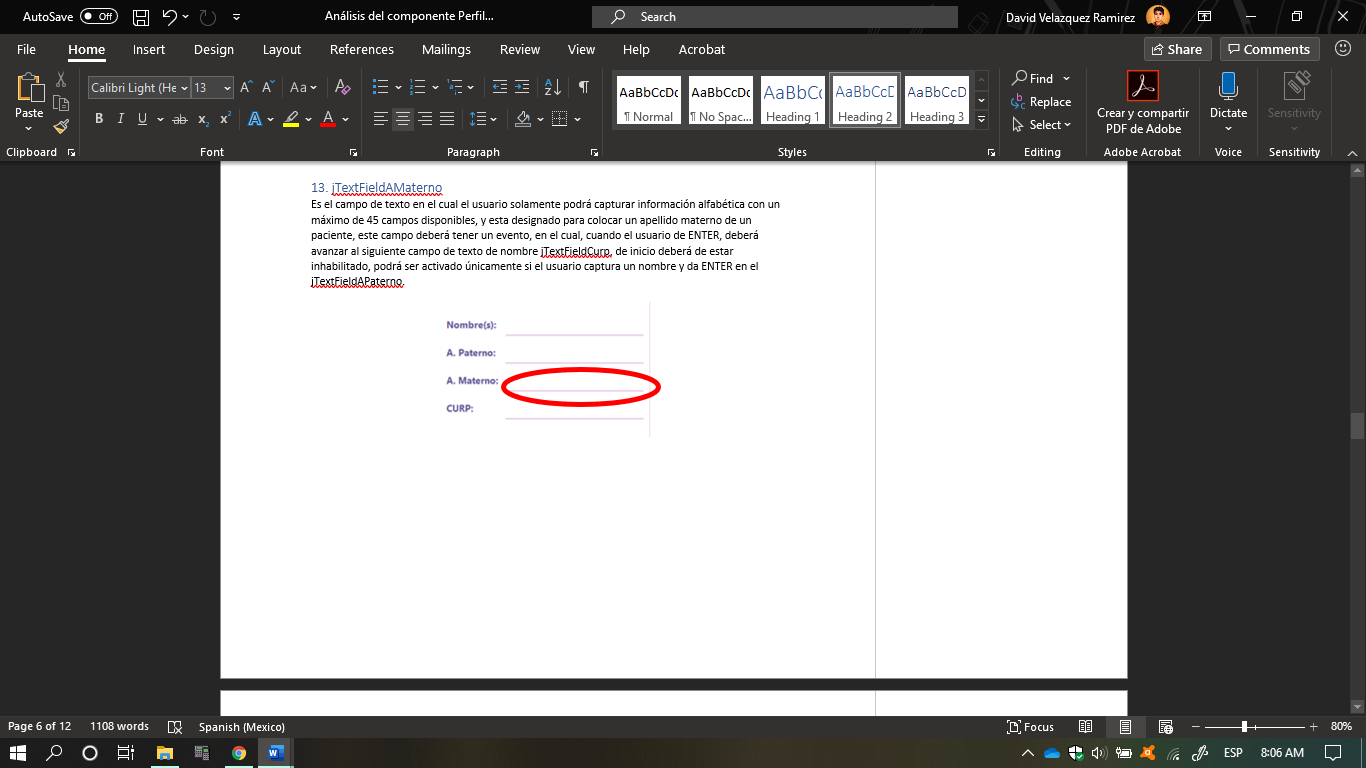 AutoSave Off Análisis del componente Perfil... Search David Velazquez Ramirez
File Home Insert Design Layout References Mailings Review View Help Acrobat Share Comments
Paste
Clipboard
Calibri Light (He 13
Font
Paragraph
AaBbCcDc AaBbCcDc AaBbCc AaBbCcD AaBbCcD
¶ Normal ¶ No Spac... Heading 1 Heading 2 Heading 3
Styles
Find
Replace
Select
Editing
Crear y compartir
PDF de Adobe
Adobe Acrobat
Dictate
Voice
Sensitivity
Sensitivity
13. jTextFieldAMaterno
Es el campo de texto en el cual el usuario solamente podrá capturar información alfabética con un
máximo de 45 campos disponibles, y esta designado para colocar un apellido materno de un
paciente, este campo deberá tener un evento, en el cual, cuando el usuario de ENTER, deberá
avanzar al siguiente campo de texto de nombre jTextFieldCurp, de inicio deberá de estar
inhabilitado, podrá ser activado únicamente si el usuario captura un nombre y da ENTER en el
jTextFieldAPaterno.
Nombre(s):
A. Paterno:
A. Materno:
CURP:
Page 6 of 12 1108 words Spanish (Mexico) Focus 80%
ESP 8:06 AM